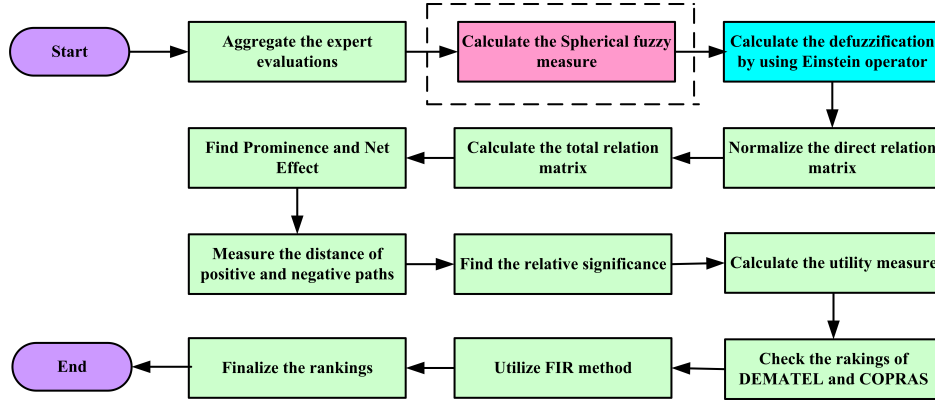 Start
Aggregate the expert
evaluations
Calculate the Spherical fuzzy
measure
Calculate the defuzzification
by using Einstein operator
Find Prominence and Net
Effect
Calculate the total relation
matrix
Normalize the direct relation
matrix
Measure the distance of
positive and negative paths
Find the relative significance
Calculate the utility measure
End
Finalize the rankings
Utilize FIR method
Check the rakings of
DEMATEL and COPRAS